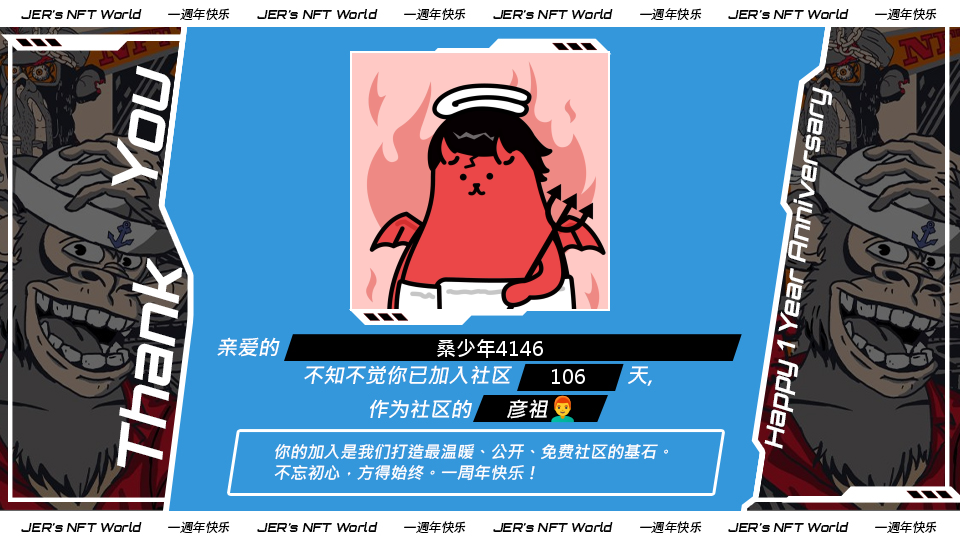 JER's NFT World 一週年快乐 JER's NFT World 一週年快乐 JER's NFT World 一週年快乐 JER's NFT World 一週年快乐
Thank You
Happy 1 Year Anniversary
亲爱的 桑少年4146
不知不觉你已加入社区 106 天,
作为社区的 彦祖👨‍🦰
你的加入是我们打造最温暖、公开、免费社区的基石。
不忘初心，方得始终。一周年快乐！
JER's NFT World 一週年快乐 JER's NFT World 一週年快乐 JER's NFT World 一週年快乐 JER's NFT World 一週年快乐